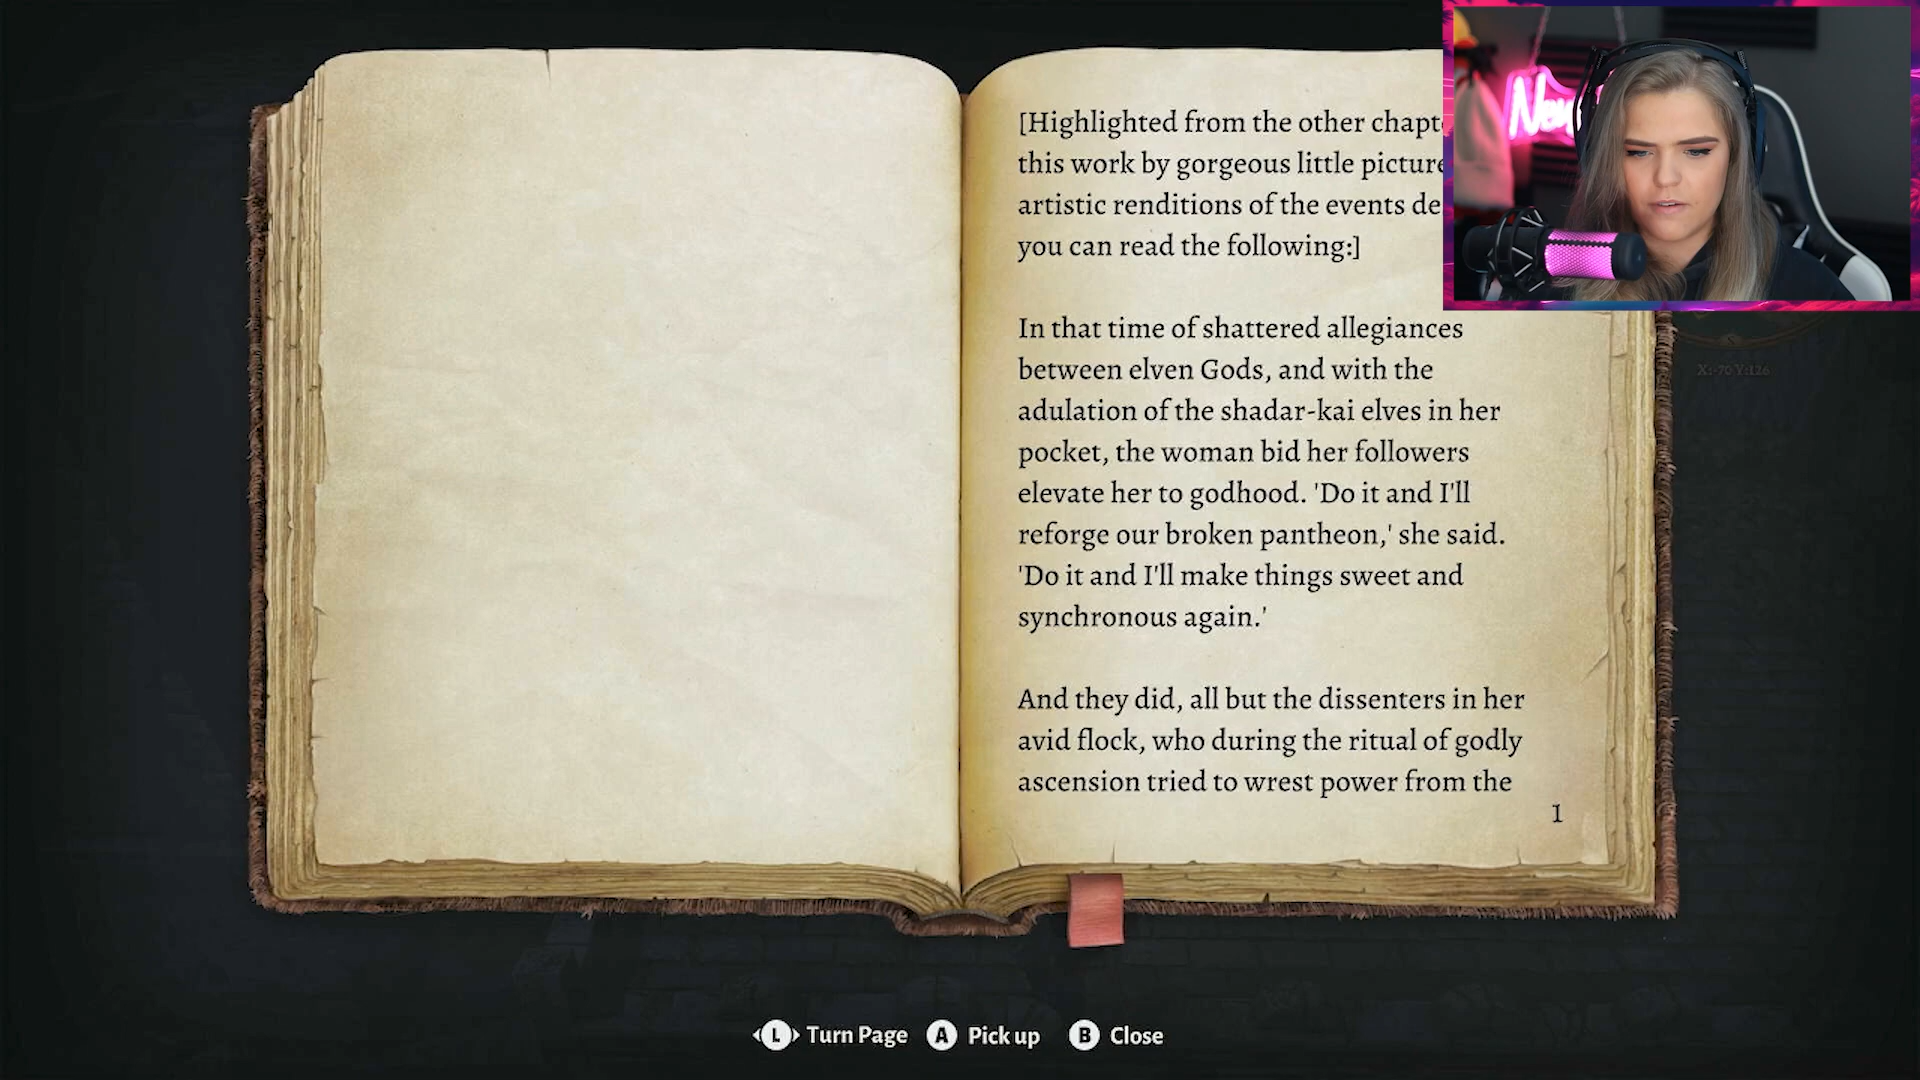 [Highlighted from the other
this work by gorgeous little
artistic renditions of the events
you can read the following:]
In that time of shattered allegiances
between elven Gods, and with the
adulation of the shadar-kai elves in her
pocket, the woman bid her followers
elevate her to godhood. 'Do it and I'll
reforge our broken pantheon,' she said.
'Do it and I'll make things sweet and
synchronous again.'
And they did, all but the dissenters in her
avid flock, who during the ritual of godly
ascension tried to wrest power from the
1
X:-70 Y:126
L Turn Page A Pick up B Close